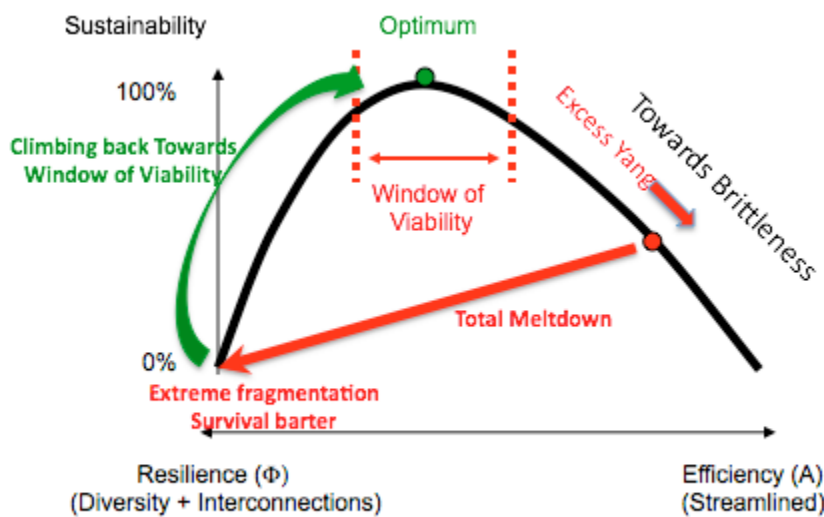 Sustainability
Optimum
100%
Climbing back Towards
Window of Viability
Excess Yang
Towards Brittleness
Window of
Viability
Total Meltdown
0%
Extreme fragmentation
Survival barter
Resilience (Φ)
(Diversity + Interconnections)
Efficiency (A)
(Streamlined)